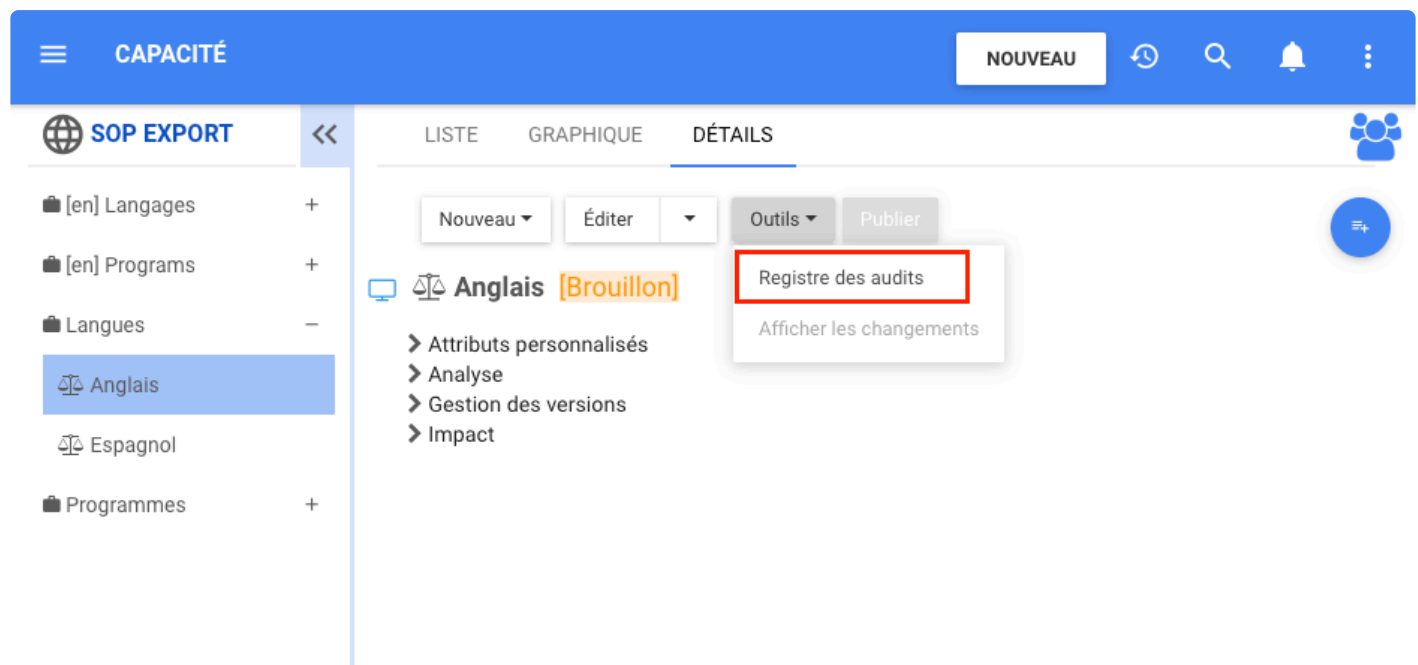 CAPACITÉ
NOUVEAU
SOP EXPORT
LISTE GRAPHIQUE DÉTAILS
[en] Langages +
Nouveau Éditer Outils Publier
[en] Programs +
Registre des audits
Anglais [Brouillon]
Langues −
Afficher les changements
Attributs personnalisés
Analyse
Anglais
Gestion des versions
Impact
Espagnol
Programmes +